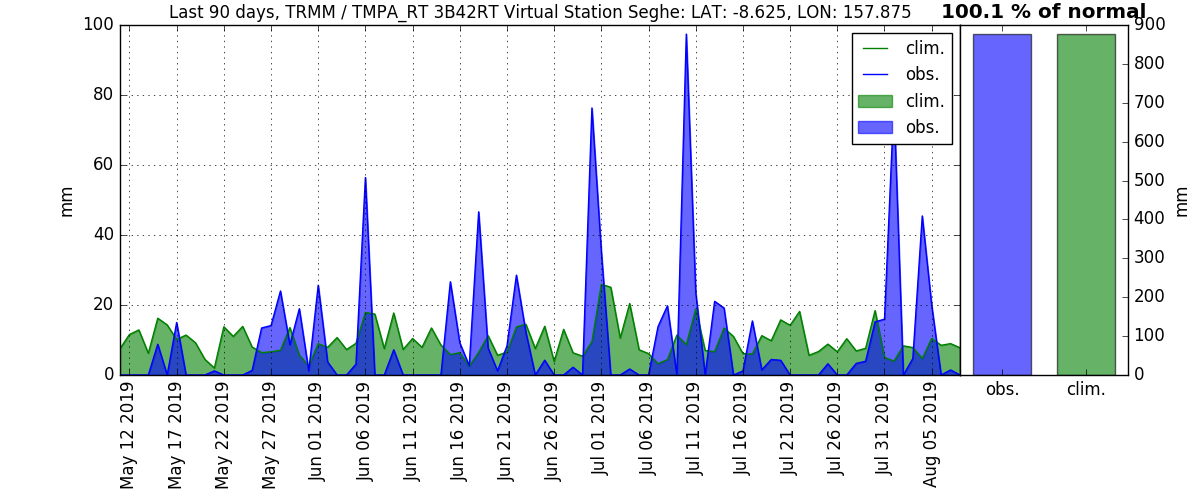 Last 90 days, TRMM / TMPA_RT 3B42RT Virtual Station Seghe: LAT: -8.625, LON: 157.875
100.1 % of normal
100
80
60
40
20
0
mm
clim.
obs.
clim.
obs.
May 12 2019
May 17 2019
May 22 2019
May 27 2019
Jun 01 2019
Jun 06 2019
Jun 11 2019
Jun 16 2019
Jun 21 2019
Jun 26 2019
Jul 01 2019
Jul 06 2019
Jul 11 2019
Jul 16 2019
Jul 21 2019
Jul 26 2019
Jul 31 2019
Aug 05 2019
900
800
700
600
500
400
300
200
100
0
mm
obs.
clim.